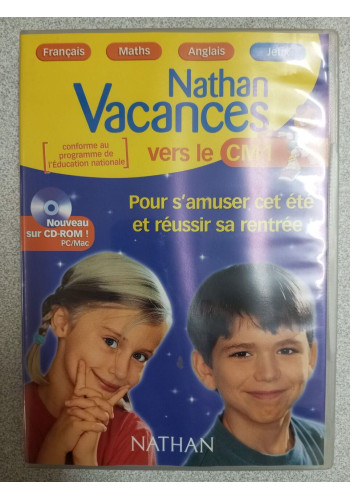 Français Maths Anglais
Nathan
Vacances
conforme au
programme de
l'Éducation nationale
vers le
Nouveau
sur CD-ROM !
PC/Mac
Pour s'amuser cet été
et réussir sa rentrée
NATHAN